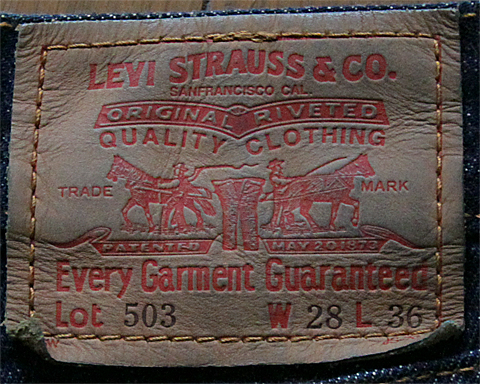 LEVI STRAUSS & CO.
SANFRANCISCO CAL.
ORIGINAL RIVETED
QUALITY CLOTHING
TRADE MARK
PATENTED MAY 20 1873
Every Garment Guaranteed
Lot 503 W 28 L 36